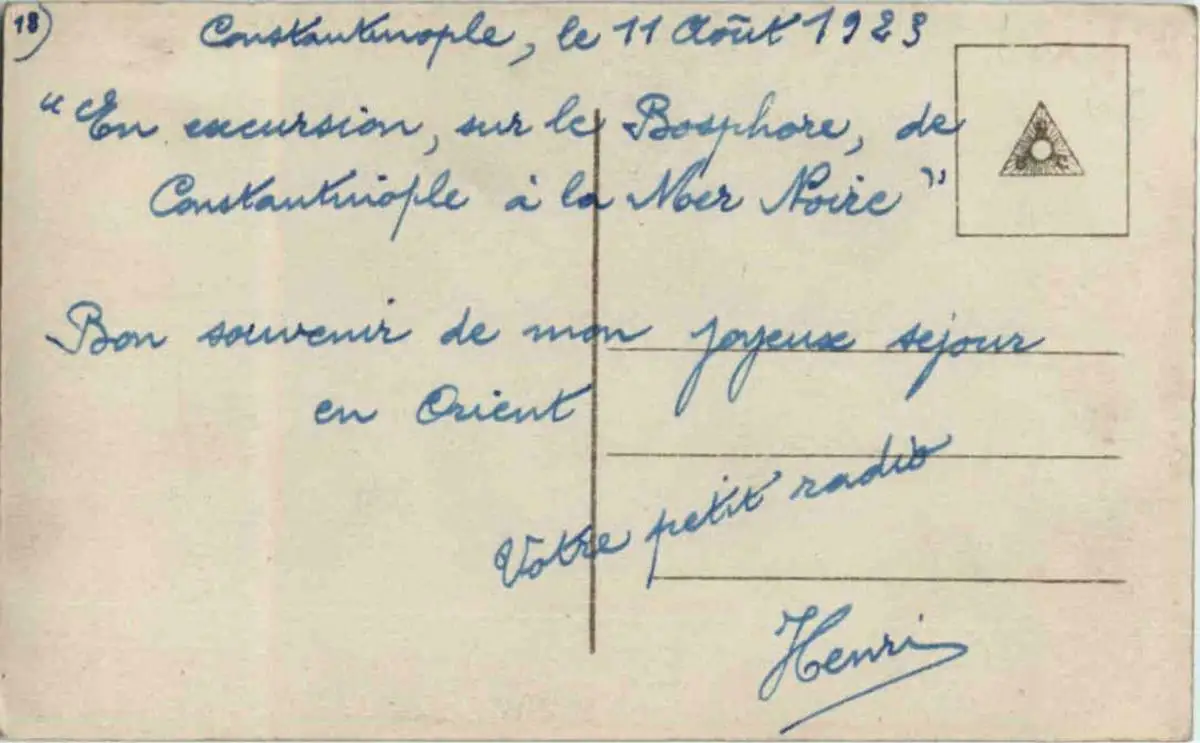 18)
Constantinople, le 11 Août 1923
"En excursion, sur le Bosphore, de
Constantinople à la Mer Noire"
Bon souvenir de mon joyeux séjour
en Orient
Votre petit radio
Henri